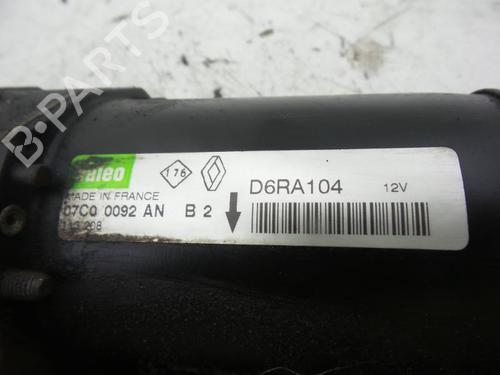 B-PARTS
Valeo
176
D6RA104 12V
MADE IN FRANCE
07C0 0092 AN B 2